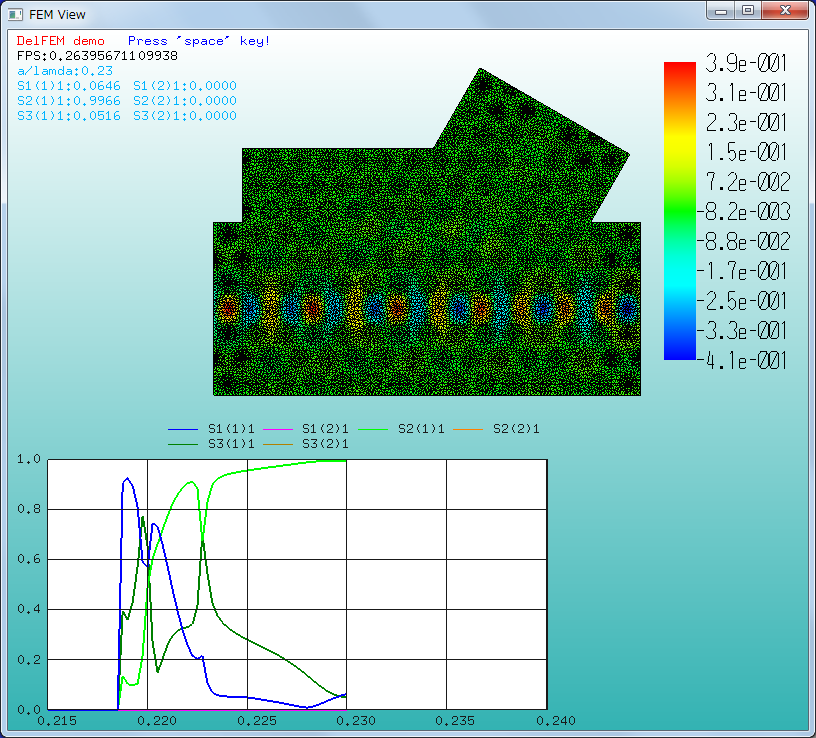 FEM View
DelFEM demo Press "space" key!
FPS:0.26395671109938
a/lamda:0.23
S1(1)1:0.0646 S1(2)1:0.0000
S2(1)1:0.9966 S2(2)1:0.0000
S3(1)1:0.0516 S3(2)1:0.0000
3.9e-001
3.1e-001
2.3e-001
1.5e-001
7.2e-002
-8.2e-003
-8.8e-002
-1.7e-001
-2.5e-001
-3.3e-001
-4.1e-001
S1(1)1 S1(2)1 S2(1)1 S2(2)1
S3(1)1 S3(2)1
1.0
0.8
0.6
0.4
0.2
0.0
0.215 0.220 0.225 0.230 0.235 0.240